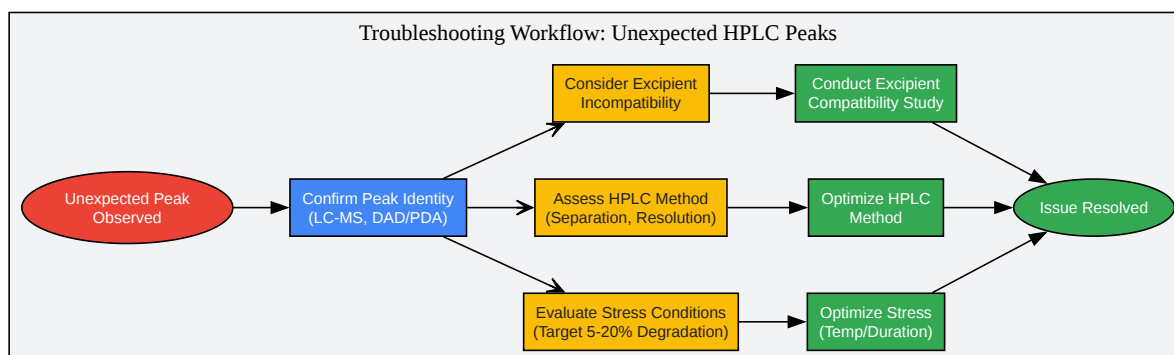 Troubleshooting Workflow: Unexpected HPLC Peaks
Unexpected Peak
Observed
Confirm Peak Identity
(LC-MS, DAD/PDA)
Consider Excipient
Incompatibility
Conduct Excipient
Compatibility Study
Assess HPLC Method
(Separation, Resolution)
Optimize HPLC
Method
Evaluate Stress Conditions
(Target 5-20% Degradation)
Optimize Stress
(Temp/Duration)
Issue Resolved